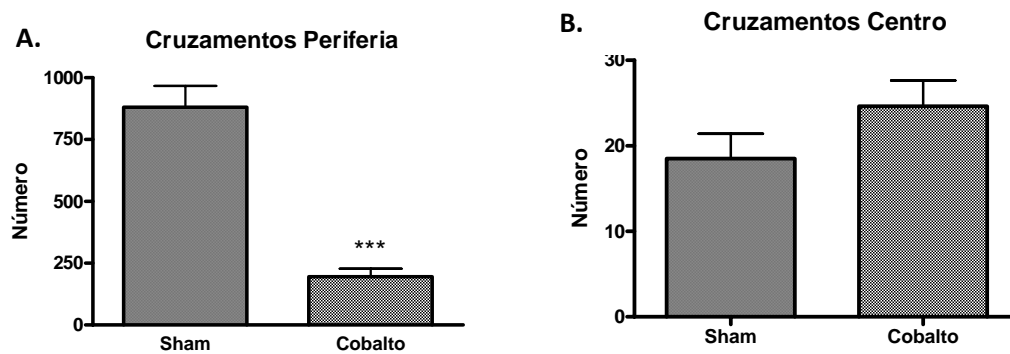 A.
Cruzamentos Periferia
1000
750
500
250
0
Número
***
Sham
Cobalto
B.
Cruzamentos Centro
30
20
10
0
Número
Sham
Cobalto